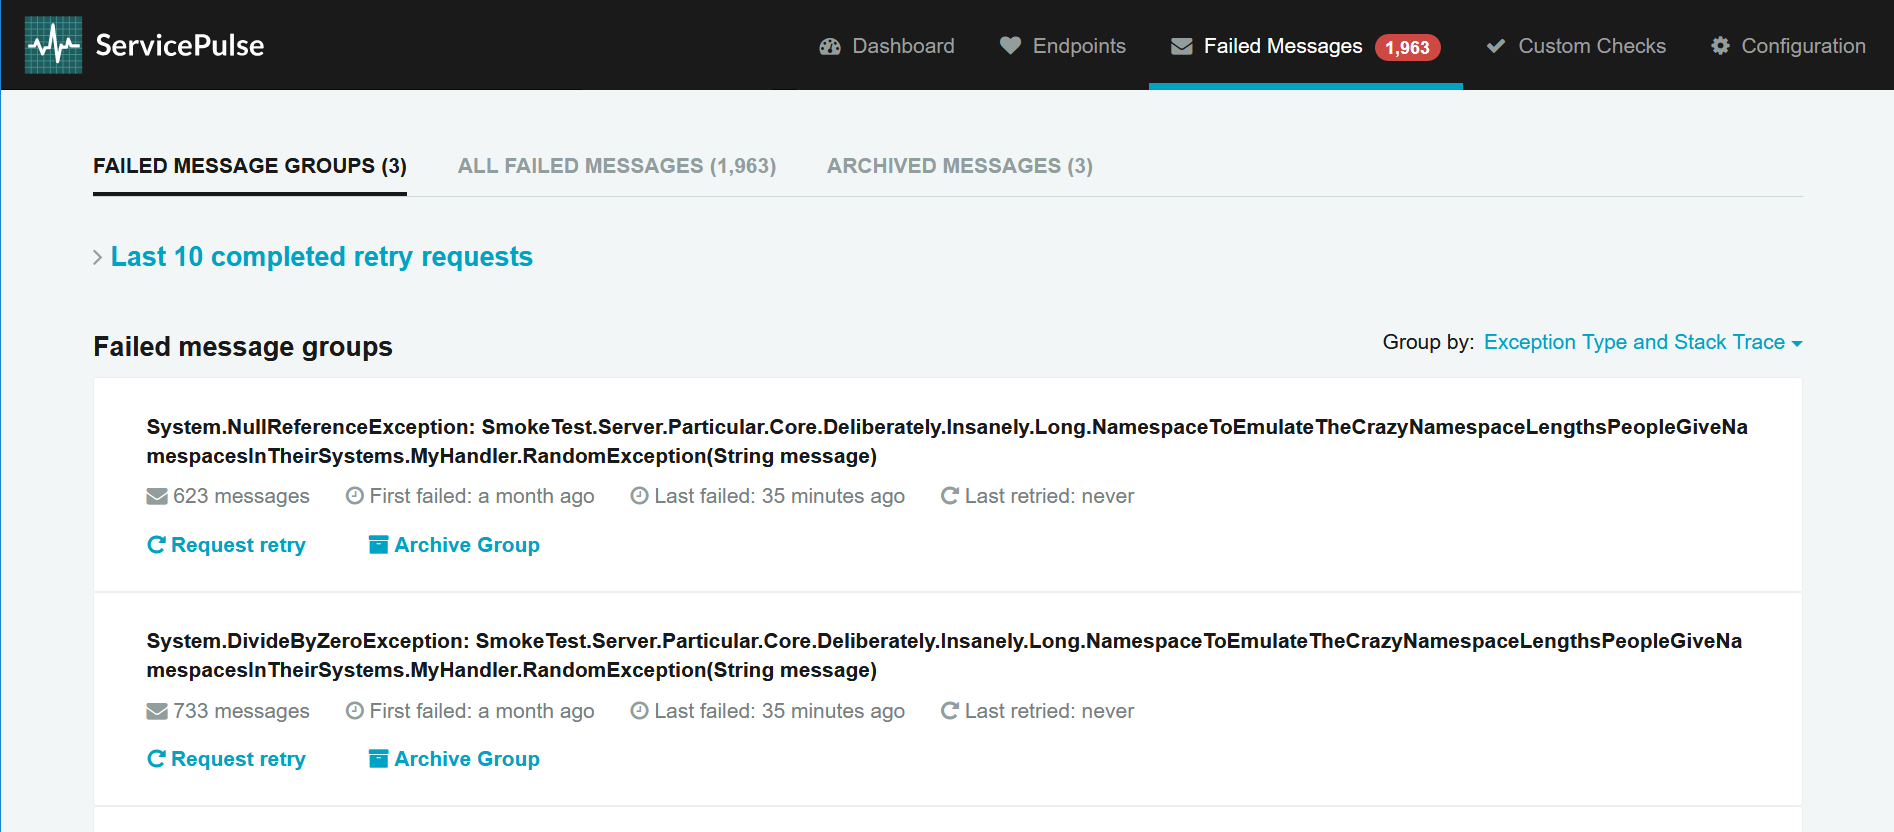 ServicePulse
Dashboard
Endpoints
Failed Messages 1,963
Custom Checks
Configuration
FAILED MESSAGE GROUPS (3)
ALL FAILED MESSAGES (1,963)
ARCHIVED MESSAGES (3)
Last 10 completed retry requests
Failed message groups
Group by: Exception Type and Stack Trace
System.NullReferenceException: SmokeTest.Server.Particular.Core.Deliberately.Insanely.Long.NamespaceToEmulateTheCrazyNamespaceLengthsPeopleGiveNa
mespacesInTheirSystems.MyHandler.RandomException(String message)
623 messages First failed: a month ago Last failed: 35 minutes ago Last retried: never
Request retry Archive Group
System.DivideByZeroException: SmokeTest.Server.Particular.Core.Deliberately.Insanely.Long.NamespaceToEmulateTheCrazyNamespaceLengthsPeopleGiveNa
mespacesInTheirSystems.MyHandler.RandomException(String message)
733 messages First failed: a month ago Last failed: 35 minutes ago Last retried: never
Request retry Archive Group